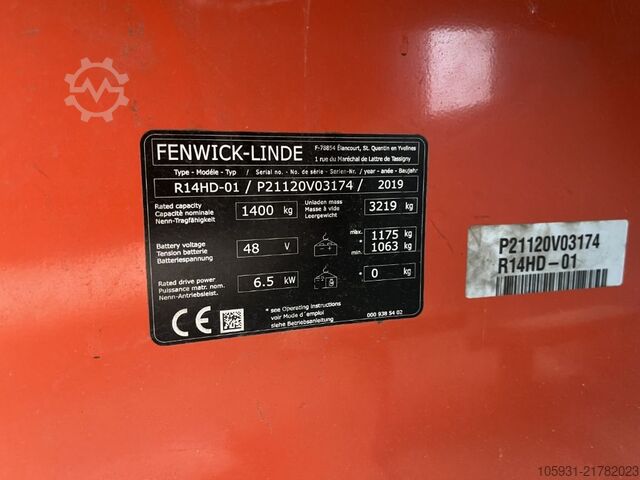 FENWICK-LINDE
F-78854 Elancourt, St. Quentin en Yvelines
1 rue du Maréchal de Lattre de Tassigny
Type - Modèle - Typ / Serial no. - No. de série - Serien-Nr. / year - année - Baujahr
R14HD-01 / P21120V03174 / 2019
Rated capacity
Capacité nominale
Nenn-Tragfähigkeit
1400 kg
Unladen mass
Masse à vide
Leergewicht
3219 kg
Battery voltage
Tension batterie
Batteriespannung
48 V
max. 1175 kg *
min. 1063 kg
Rated drive power
Puissance matr. nom.
Nenn-Antriebsleist.
6.5 kW
* 0 kg
CE
* see Operating instructions
voir Mode d'emploi
siehe Betriebsanleitung
000 938 54 02
P21120V03174
R14HD-01
105931-21782023